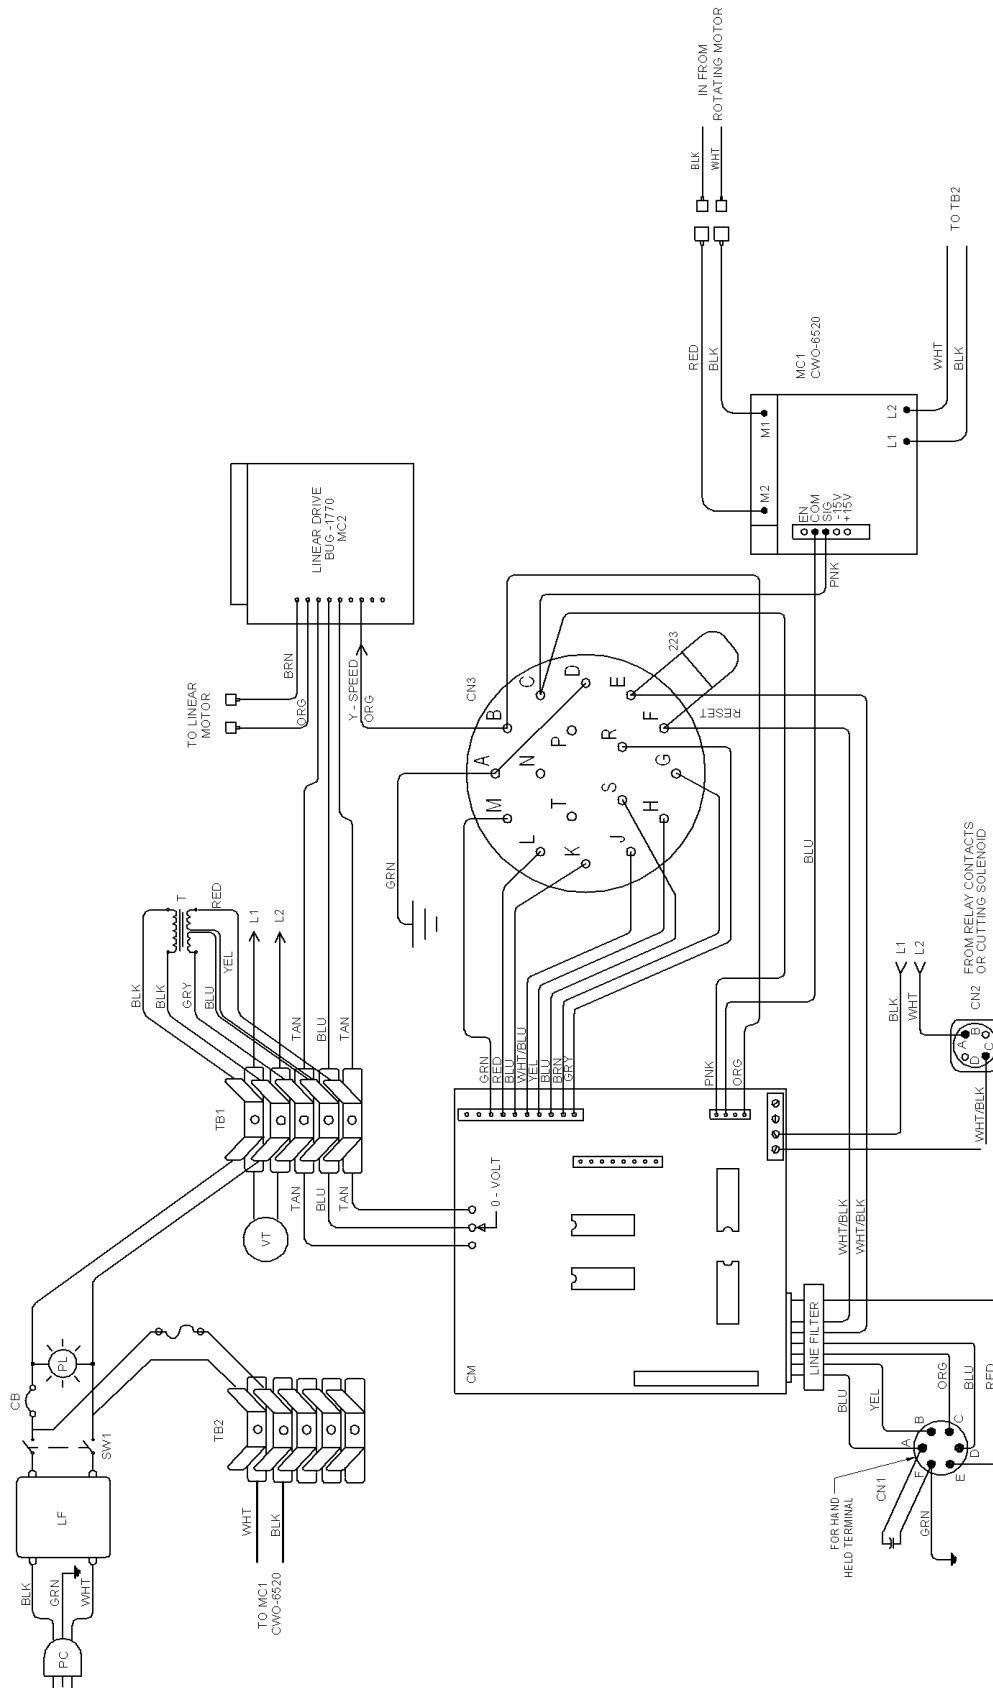 BLK
IN FROM
ROTATING MOTOR
WHT
TO TB2
RED
BLK
MC1
CWO-6520
WHT
BLK
M2
M1
EN
COM
SIG
-15V
+15V
L1
L2
PNK
LINEAR DRIVE
BUG -1770
MC2
TO LINEAR
MOTOR
BRN
ORG
Y - SPEED
ORG
CN3
A
B
C
D
E
F
G
H
J
K
L
M
N
P
R
S
T
223
RESET
GRN
BLU
BLK
BLK
GRY
BLU
YEL
RED
T
L1
L2
TAN
BLU
TAN
TB1
VT
TAN
BLU
TAN
0 - VOLT
GRN
RED
BLU
WHT/BLU
YEL
BLU
BRN
GRY
PNK
ORG
CM
L1
L2
BLK
WHT
FROM RELAY CONTACTS
OR CUTTING SOLENOID
CN2
A
B
C
D
WHT/BLK
WHT/BLK
WHT/BLK
LINE FILTER
BLU
YEL
ORG
BLU
RED
A
B
C
D
E
F
CN1
GRN
FOR HAND
HELD TERMINAL
CB
PL
SW1
LF
BLK
GRN
WHT
PC
TB2
WHT
BLK
TO MC1
CWO-6520